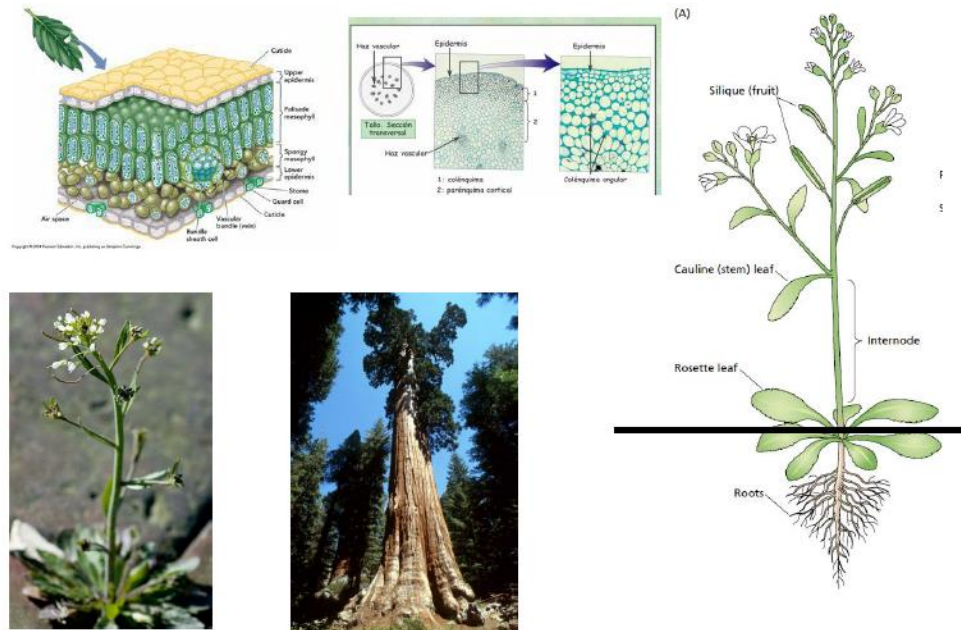 Cuticle
Upper
epidermis
Palisade
mesophyll
Spongy
mesophyll
Lower
epidermis
Stoma
Guard cell
Cuticle
Vascular
bundle (vein)
Bundle
sheath cell
Air space
Haz vascular
Epidermis
Epidermis
1
2
Tallo. Sección
transversal
Haz vascular
1: colénquima
2: parénquima cortical
Colénquima angular
(A)
Silique (fruit)
Cauline (stem) leaf
Internode
Rosette leaf
Roots